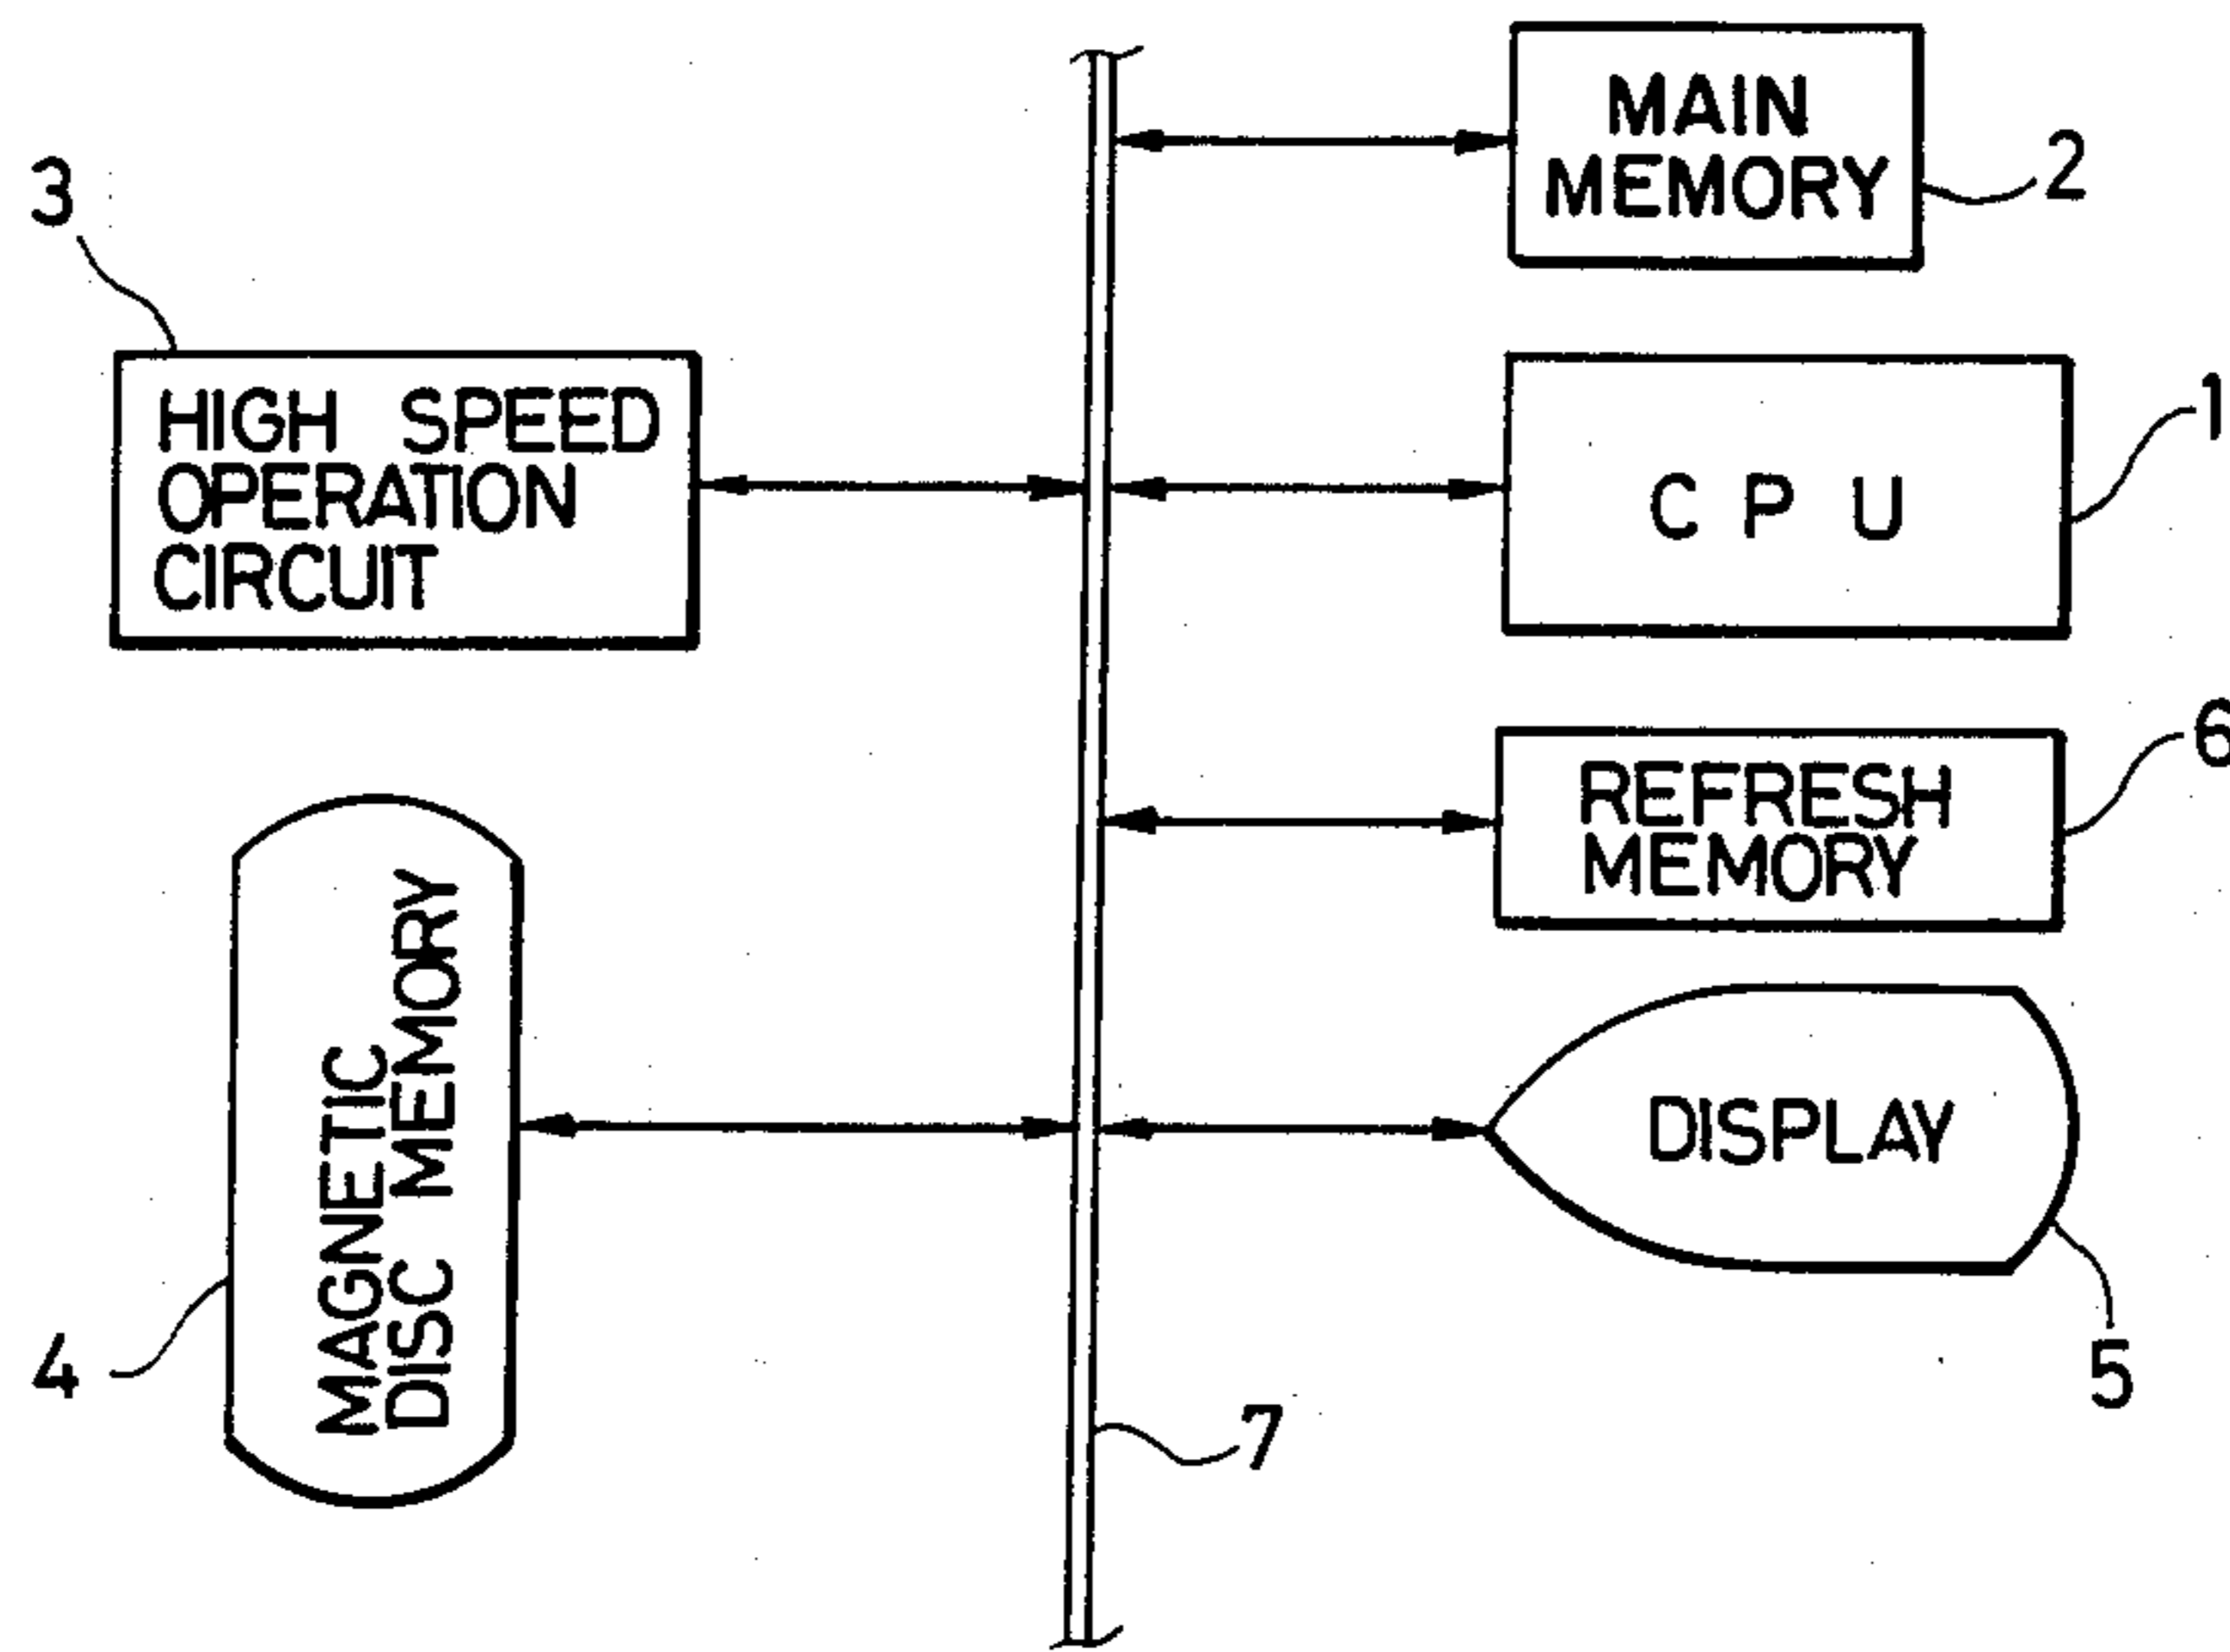 MAIN
MEMORY
2
3
HIGH SPEED
OPERATION
CIRCUIT
C P U
1
REFRESH
MEMORY
6
MAGNETIC
DISC MEMORY
4
DISPLAY
5
7